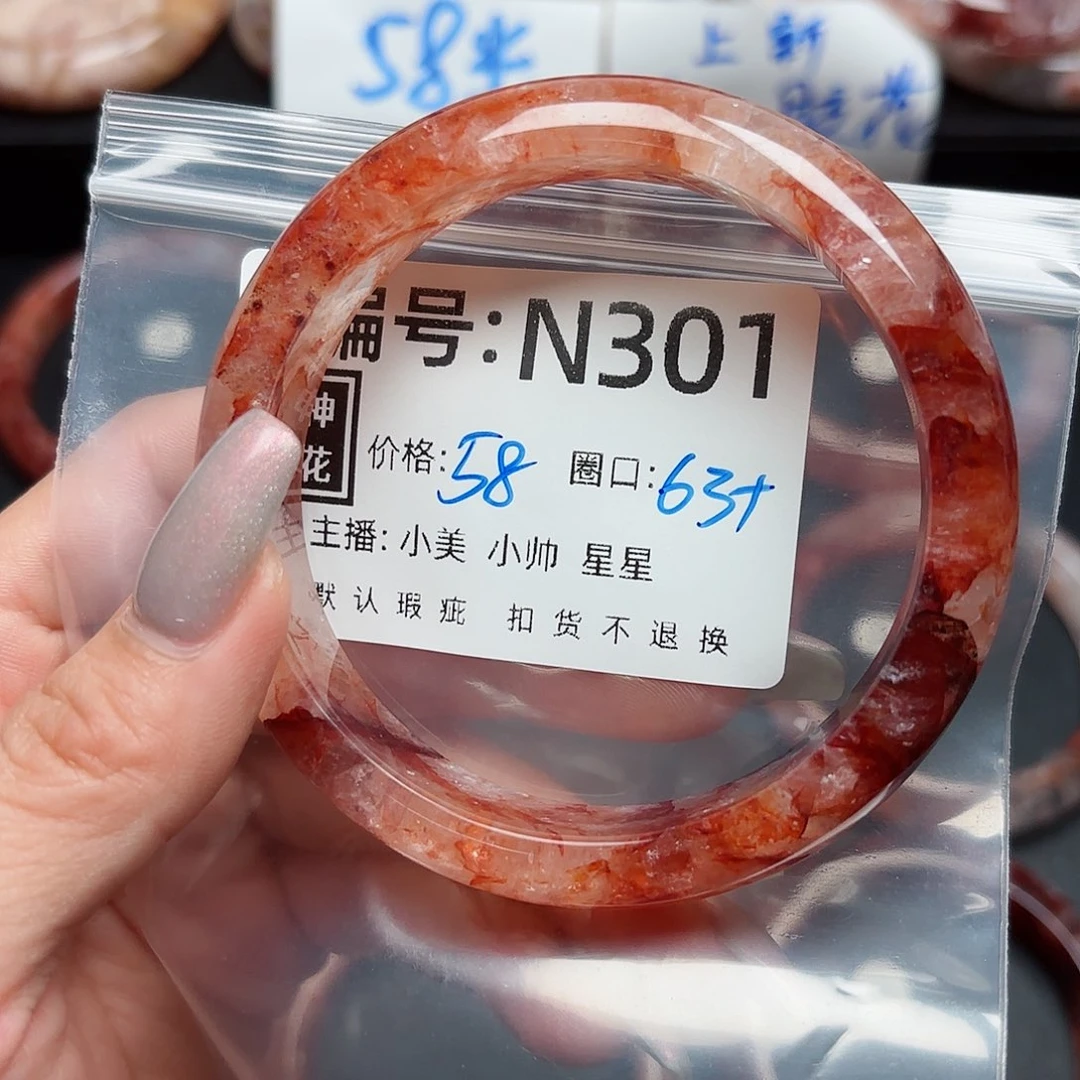 58米
上新
编号:N301
神花
价格:58 圈口:63+
主播: 小美 小帅 星星
默认瑕疵 扣货不退换